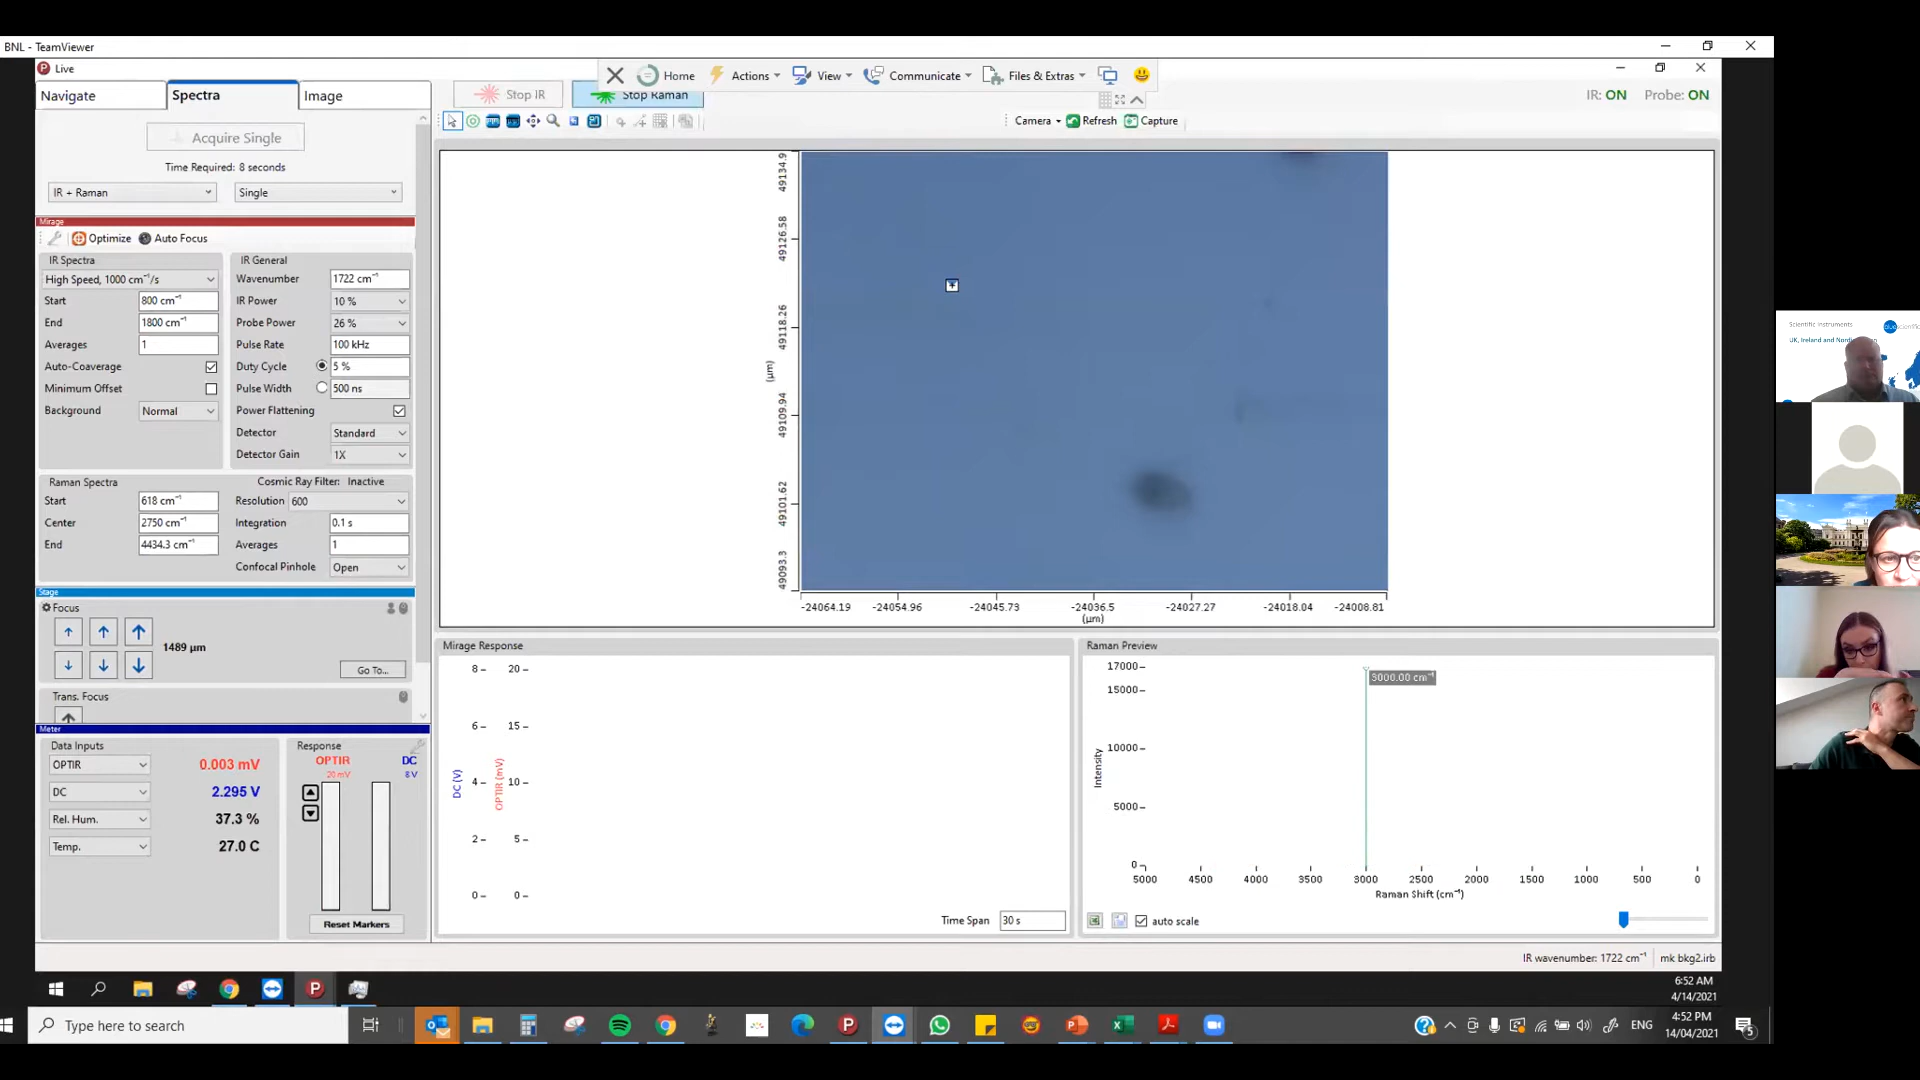 BNL - TeamViewer
Live
Home
Actions
View
Communicate
Files & Extras
Navigate
Spectra
Image
Stop IR
Stop Raman
IR: ON
Probe: ON
Camera
Refresh
Capture
Acquire Single
Time Required: 8 seconds
IR + Raman
Single
Mirage
Optimize
Auto Focus
IR Spectra
High Speed, 1000 cm⁻¹/s
Start
800 cm⁻¹
End
1800 cm⁻¹
Averages
1
Auto-Coaverage
Minimum Offset
Background
Normal
IR General
Wavenumber
1722 cm⁻¹
IR Power
10 %
Probe Power
26 %
Pulse Rate
100 kHz
Duty Cycle
5 %
Pulse Width
500 ns
Power Flattening
Detector
Standard
Detector Gain
1X
Raman Spectra
Cosmic Ray Filter: Inactive
Start
618 cm⁻¹
Resolution
600
Center
2750 cm⁻¹
Integration
0.1 s
End
4434.3 cm⁻¹
Averages
1
Confocal Pinhole
Open
Stage
Focus
1489 µm
Go To...
Trans. Focus
Meter
Data Inputs
OPTIR
0.003 mV
DC
2.295 V
Rel. Hum.
37.3 %
Temp.
27.0 C
Response
OPTIR
20 mV
DC
8 V
Reset Markers
49134.9
49126.58
49118.26
49109.94
49101.62
49093.3
(µm)
-24064.19
-24054.96
-24045.73
-24036.5
-24027.27
-24018.04
-24008.81
(µm)
Mirage Response
8
6
4
2
0
DC (V)
20
15
10
5
0
OPTIR (mV)
Time Span
30 s
Raman Preview
17000
15000
10000
5000
0
Intensity
3000.00 cm⁻¹
5000
4500
4000
3500
3000
2500
2000
1500
1000
500
0
Raman Shift (cm⁻¹)
auto scale
IR wavenumber: 1722 cm⁻¹
mk bkg2.irb
6:52 AM
4/14/2021
Type here to search
ENG
4:52 PM
14/04/2021
5
Scientific Instruments
UK, Ireland and